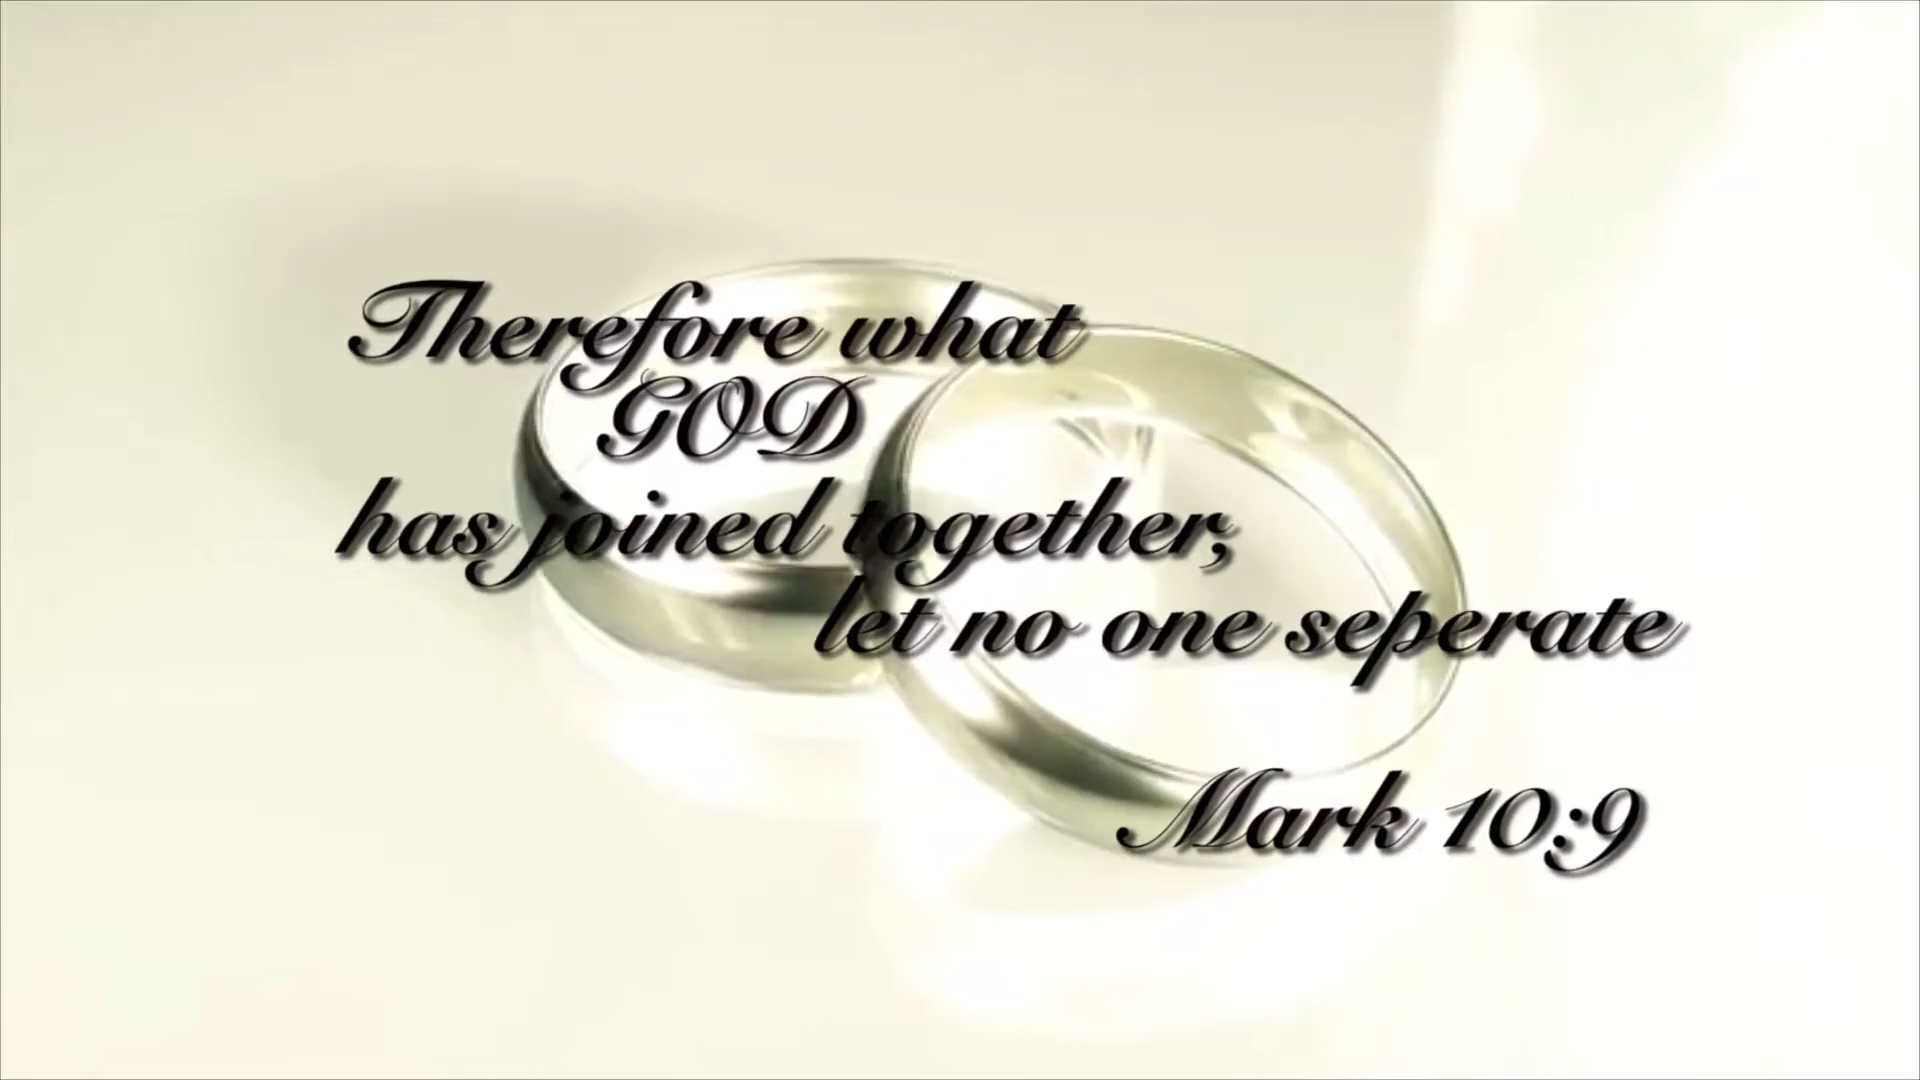 Therefore what
GOD
has joined together,
let no one seperate
Mark 10:9